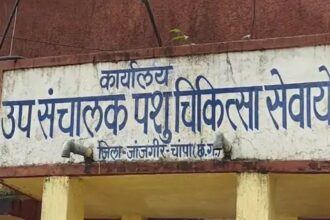 कार्यालय
उप संचालक पशु चिकित्सा सेवायें
जिला-जांजगीर-चापा(छ.ग.)